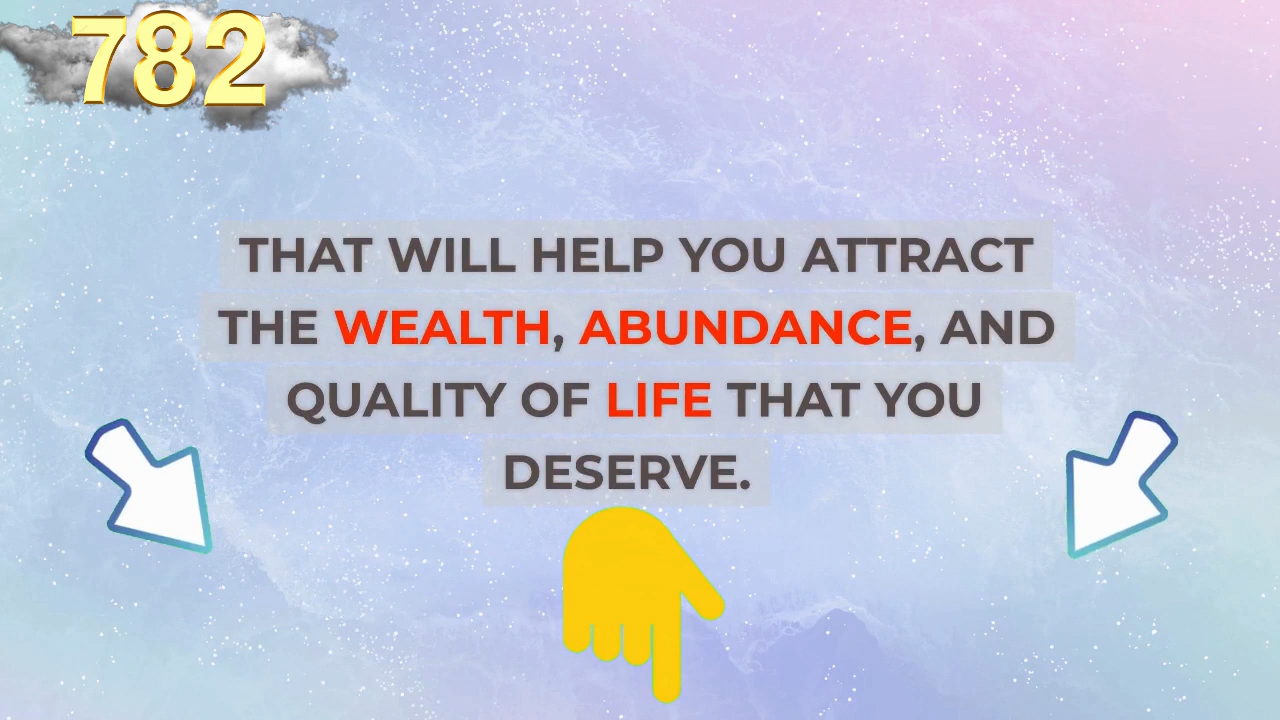 782
THAT WILL HELP YOU ATTRACT
THE WEALTH, ABUNDANCE, AND
QUALITY OF LIFE THAT YOU
DESERVE.